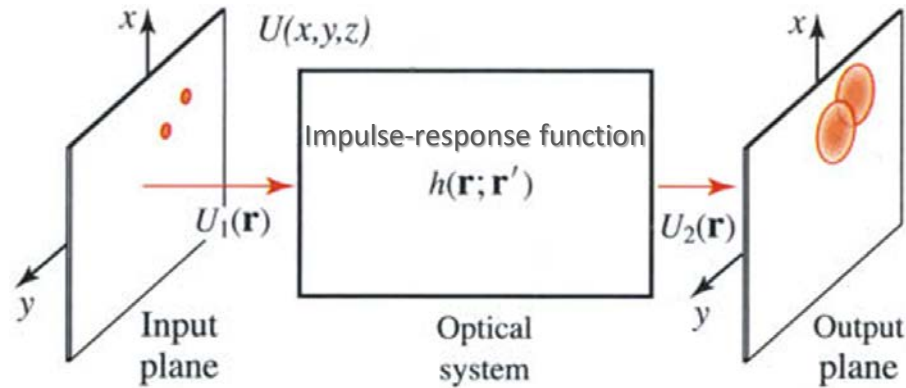 x
U(x,y,z)
x
Impulse-response function
h(r;r′)
U₁(r)
U₂(r)
y
y
Input
plane
Optical
system
Output
plane